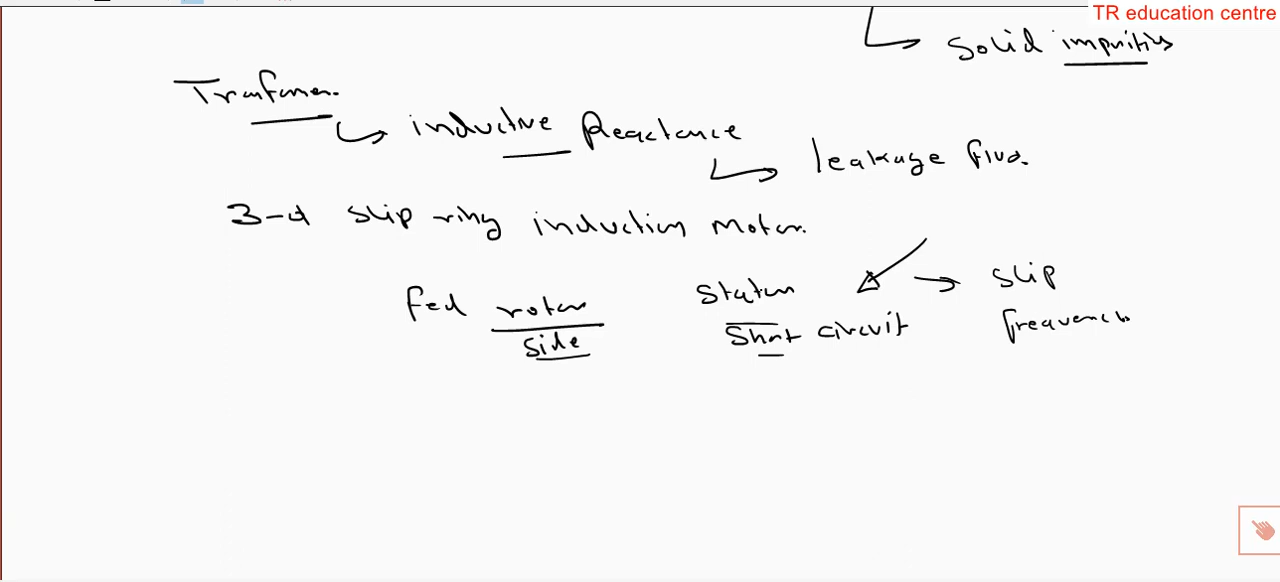 TR education centre
solid impurities
Tranformer.
inductive Reactance
leakage flux.
3-ϕ slip ring induction motor.
fed rotor side
stator short circuit
slip frequency